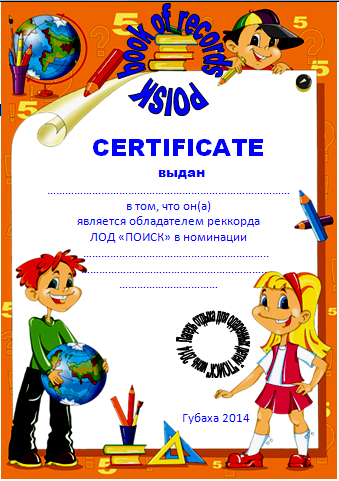 POISK book of records
CERTIFICATE
выдан
в том, что он(а)
является обладателем реккорда
ЛОД «ПОИСК» в номинации
Лагерь отдыха для одаренных детей "ПОИСК" 2014
Губаха 2014